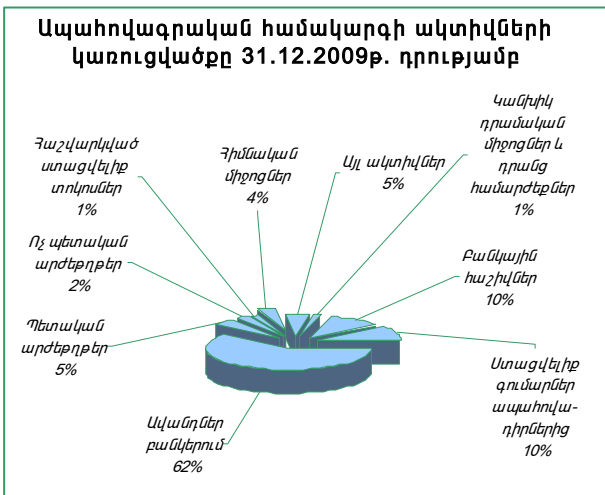 Ապահովագրական համակարգի ակտիվների
կառուցվածքը 31.12.2009թ. դրությամբ
Հաշվարկված
ստացվելիք
տոկոսներ
1%
Հիմնական
միջոցներ
4%
Այլ ակտիվներ
5%
Կանխիկ
դրամական
միջոցներ և
դրանց
համարժեքներ
1%
Ոչ պետական
արժեթղթեր
2%
Բանկային
հաշիվներ
10%
Պետական
արժեթղթեր
5%
Ստացվելիք
գումարներ
ապահովա-
դիրներից
10%
Ավանդներ
բանկերում
62%